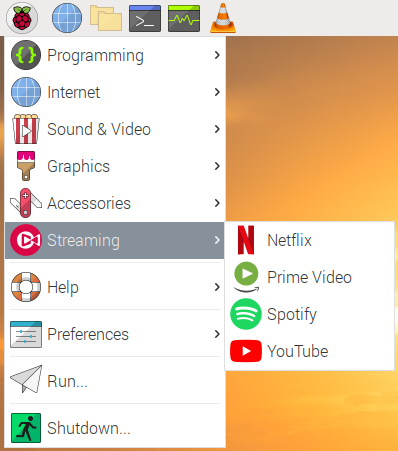 Programming
Internet
Sound & Video
Graphics
Accessories
Streaming
Netflix
Prime Video
Spotify
YouTube
Help
Preferences
Run...
Shutdown...